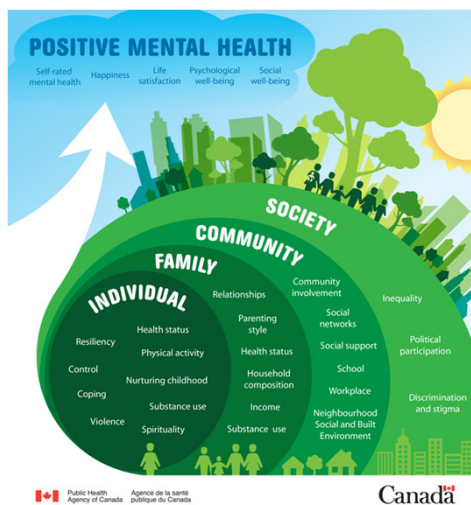 POSITIVE MENTAL HEALTH
Self-rated
mental health
Happiness
Life
satisfaction
Psychological
well-being
Social
well-being
SOCIETY
COMMUNITY
FAMILY
INDIVIDUAL
Resiliency
Control
Coping
Violence
Health status
Physical activity
Nurturing childhood
Substance use
Spirituality
Relationships
Parenting
style
Health status
Household
composition
Income
Substance use
Community
involvement
Social
networks
Social support
School
Workplace
Neighbourhood
Social and Built
Environment
Inequality
Political
participation
Discrimination
and stigma
Public Health
Agency of Canada
Agence de la santé
publique du Canada
Canada